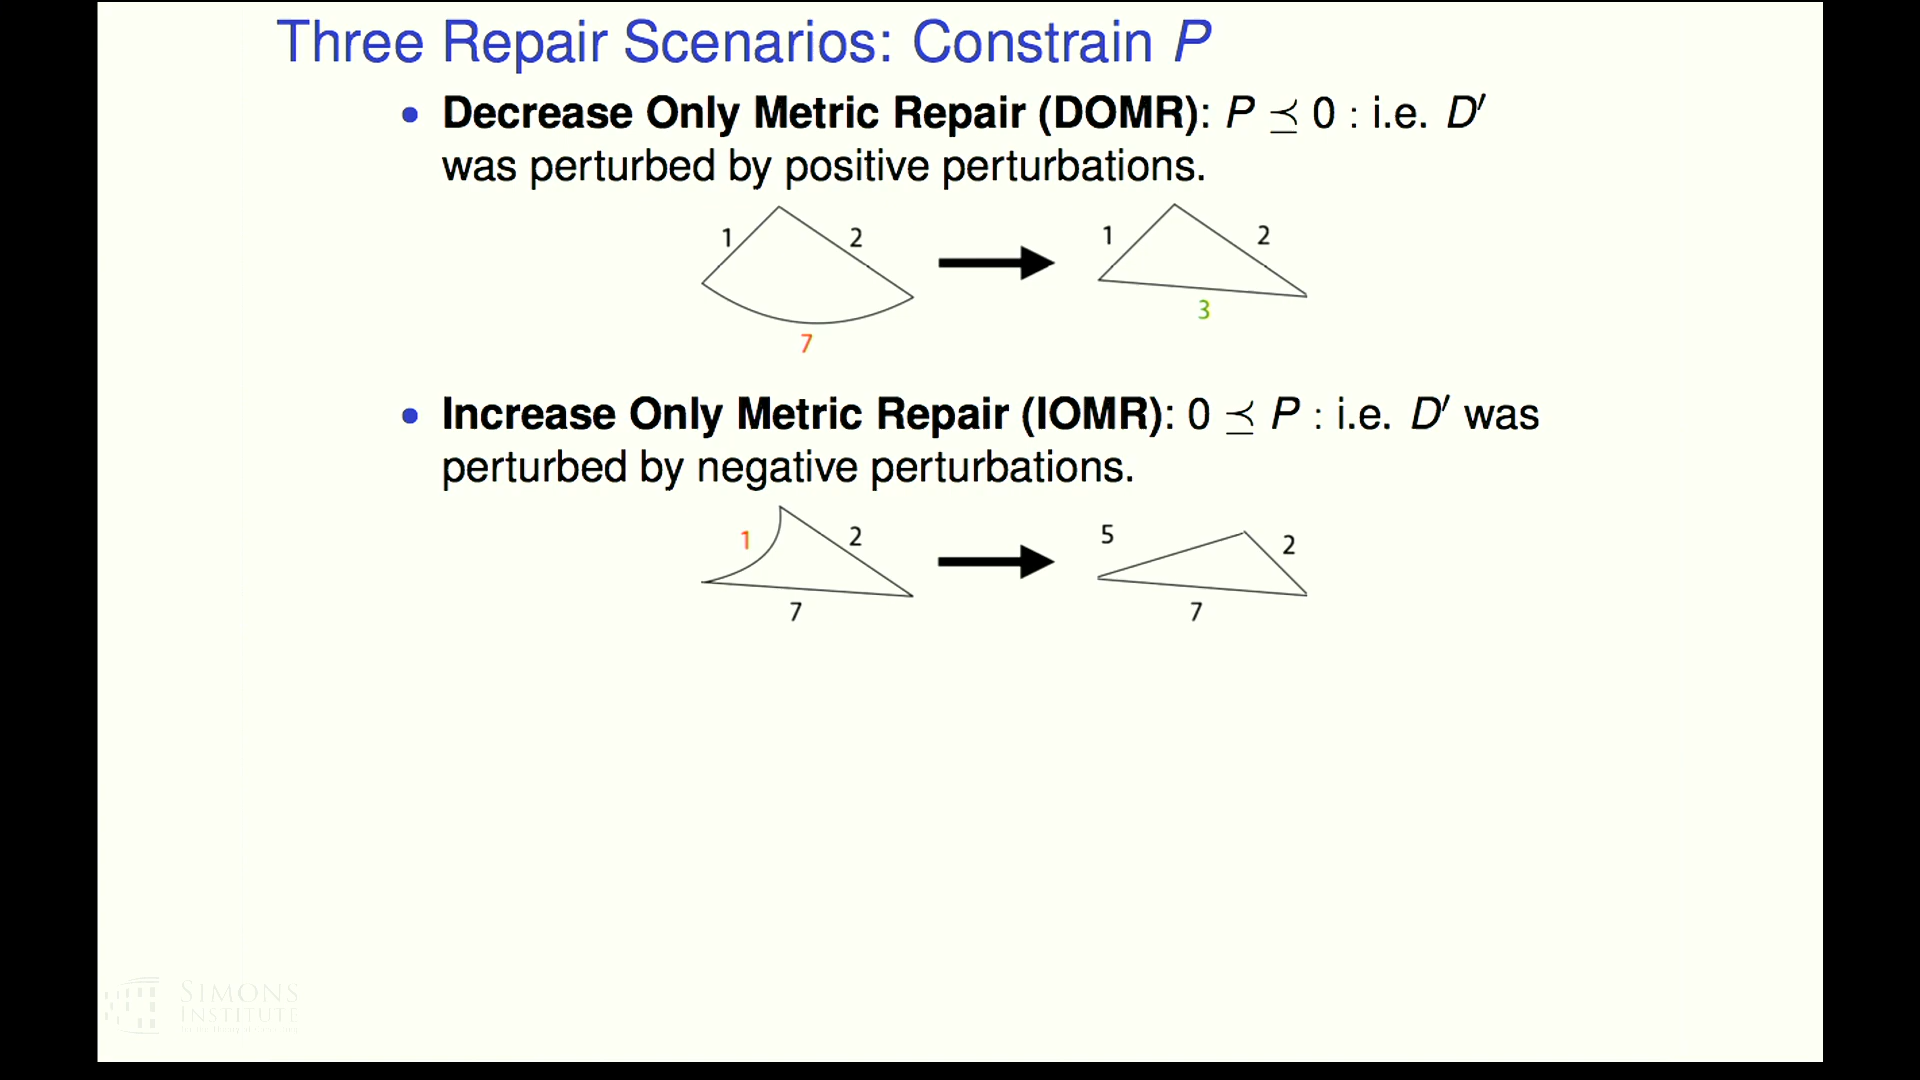 Three Repair Scenarios: Constrain P
• Decrease Only Metric Repair (DOMR): P ⪯ 0 : i.e. D′
was perturbed by positive perturbations.
1 2 1 2
7 3
• Increase Only Metric Repair (IOMR): 0 ⪯ P : i.e. D′ was
perturbed by negative perturbations.
1 2 5 2
7 7
SIMONS
INSTITUTE